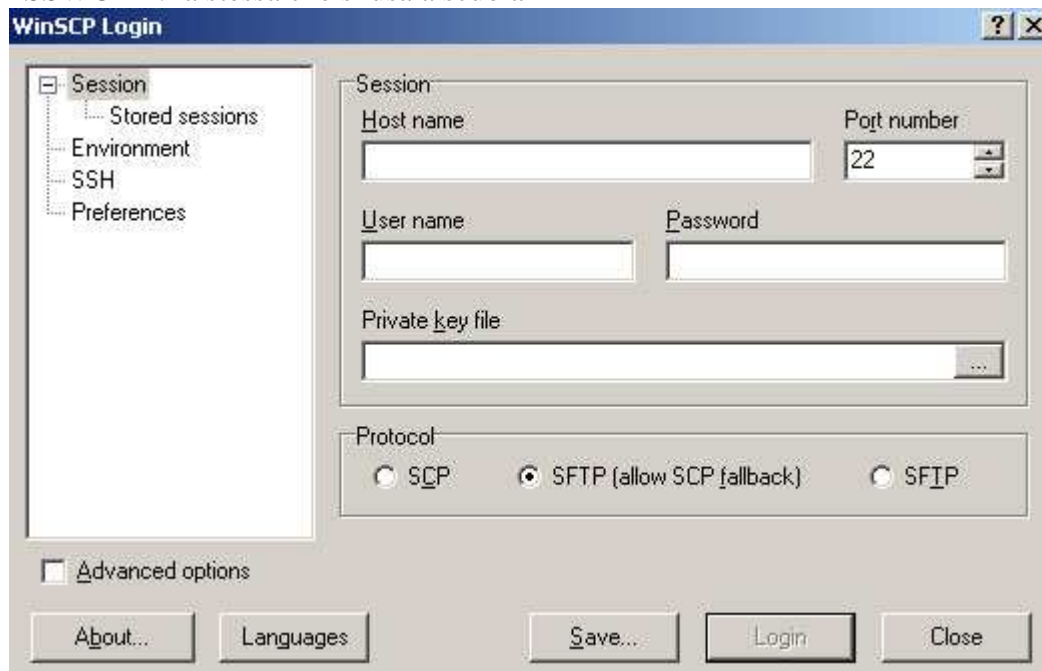 WinSCP Login
Session
Stored sessions
Environment
SSH
Preferences
Session
Host name
Port number
22
User name
Password
Private key file
...
Protocol
SCP
SFTP (allow SCP fallback)
SFTP
Advanced options
About...
Languages
Save...
Login
Close